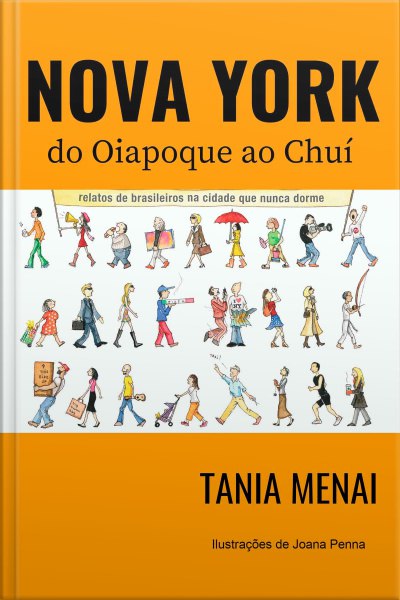 NOVA YORK
do Oiapoque ao Chuí
relatos de brasileiros na cidade que nunca dorme
TAXI!
TANIA MENAI
Ilustrações de Joana Penna